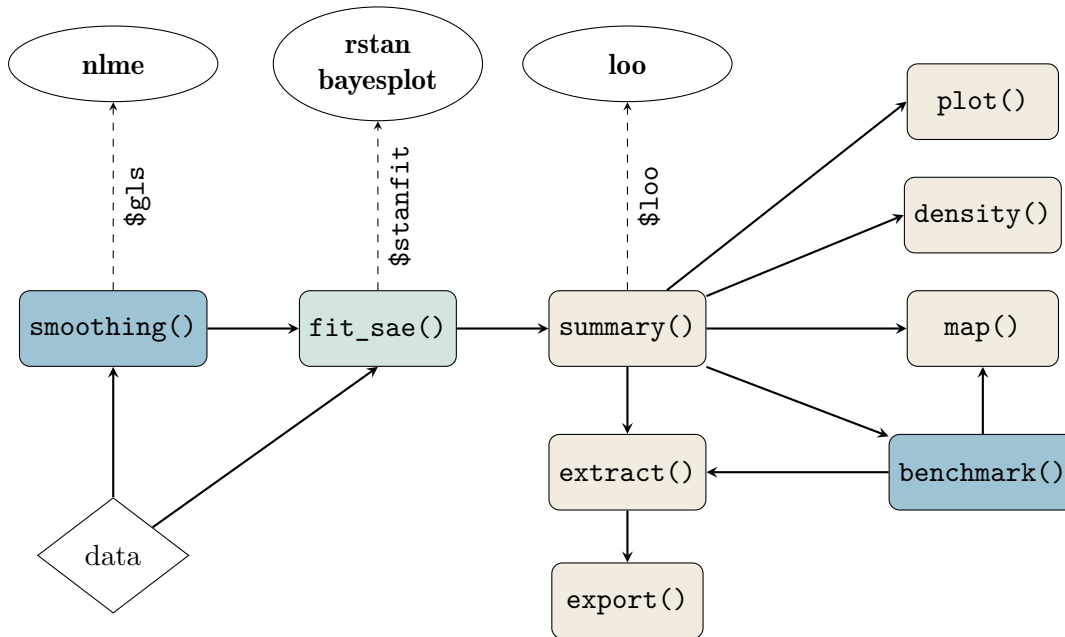 nlme
rstan
bayesplot
loo
plot()
$gls
$stanfit
$loo
density()
smoothing()
fit_sae()
summary()
map()
extract()
benchmark()
data
export()